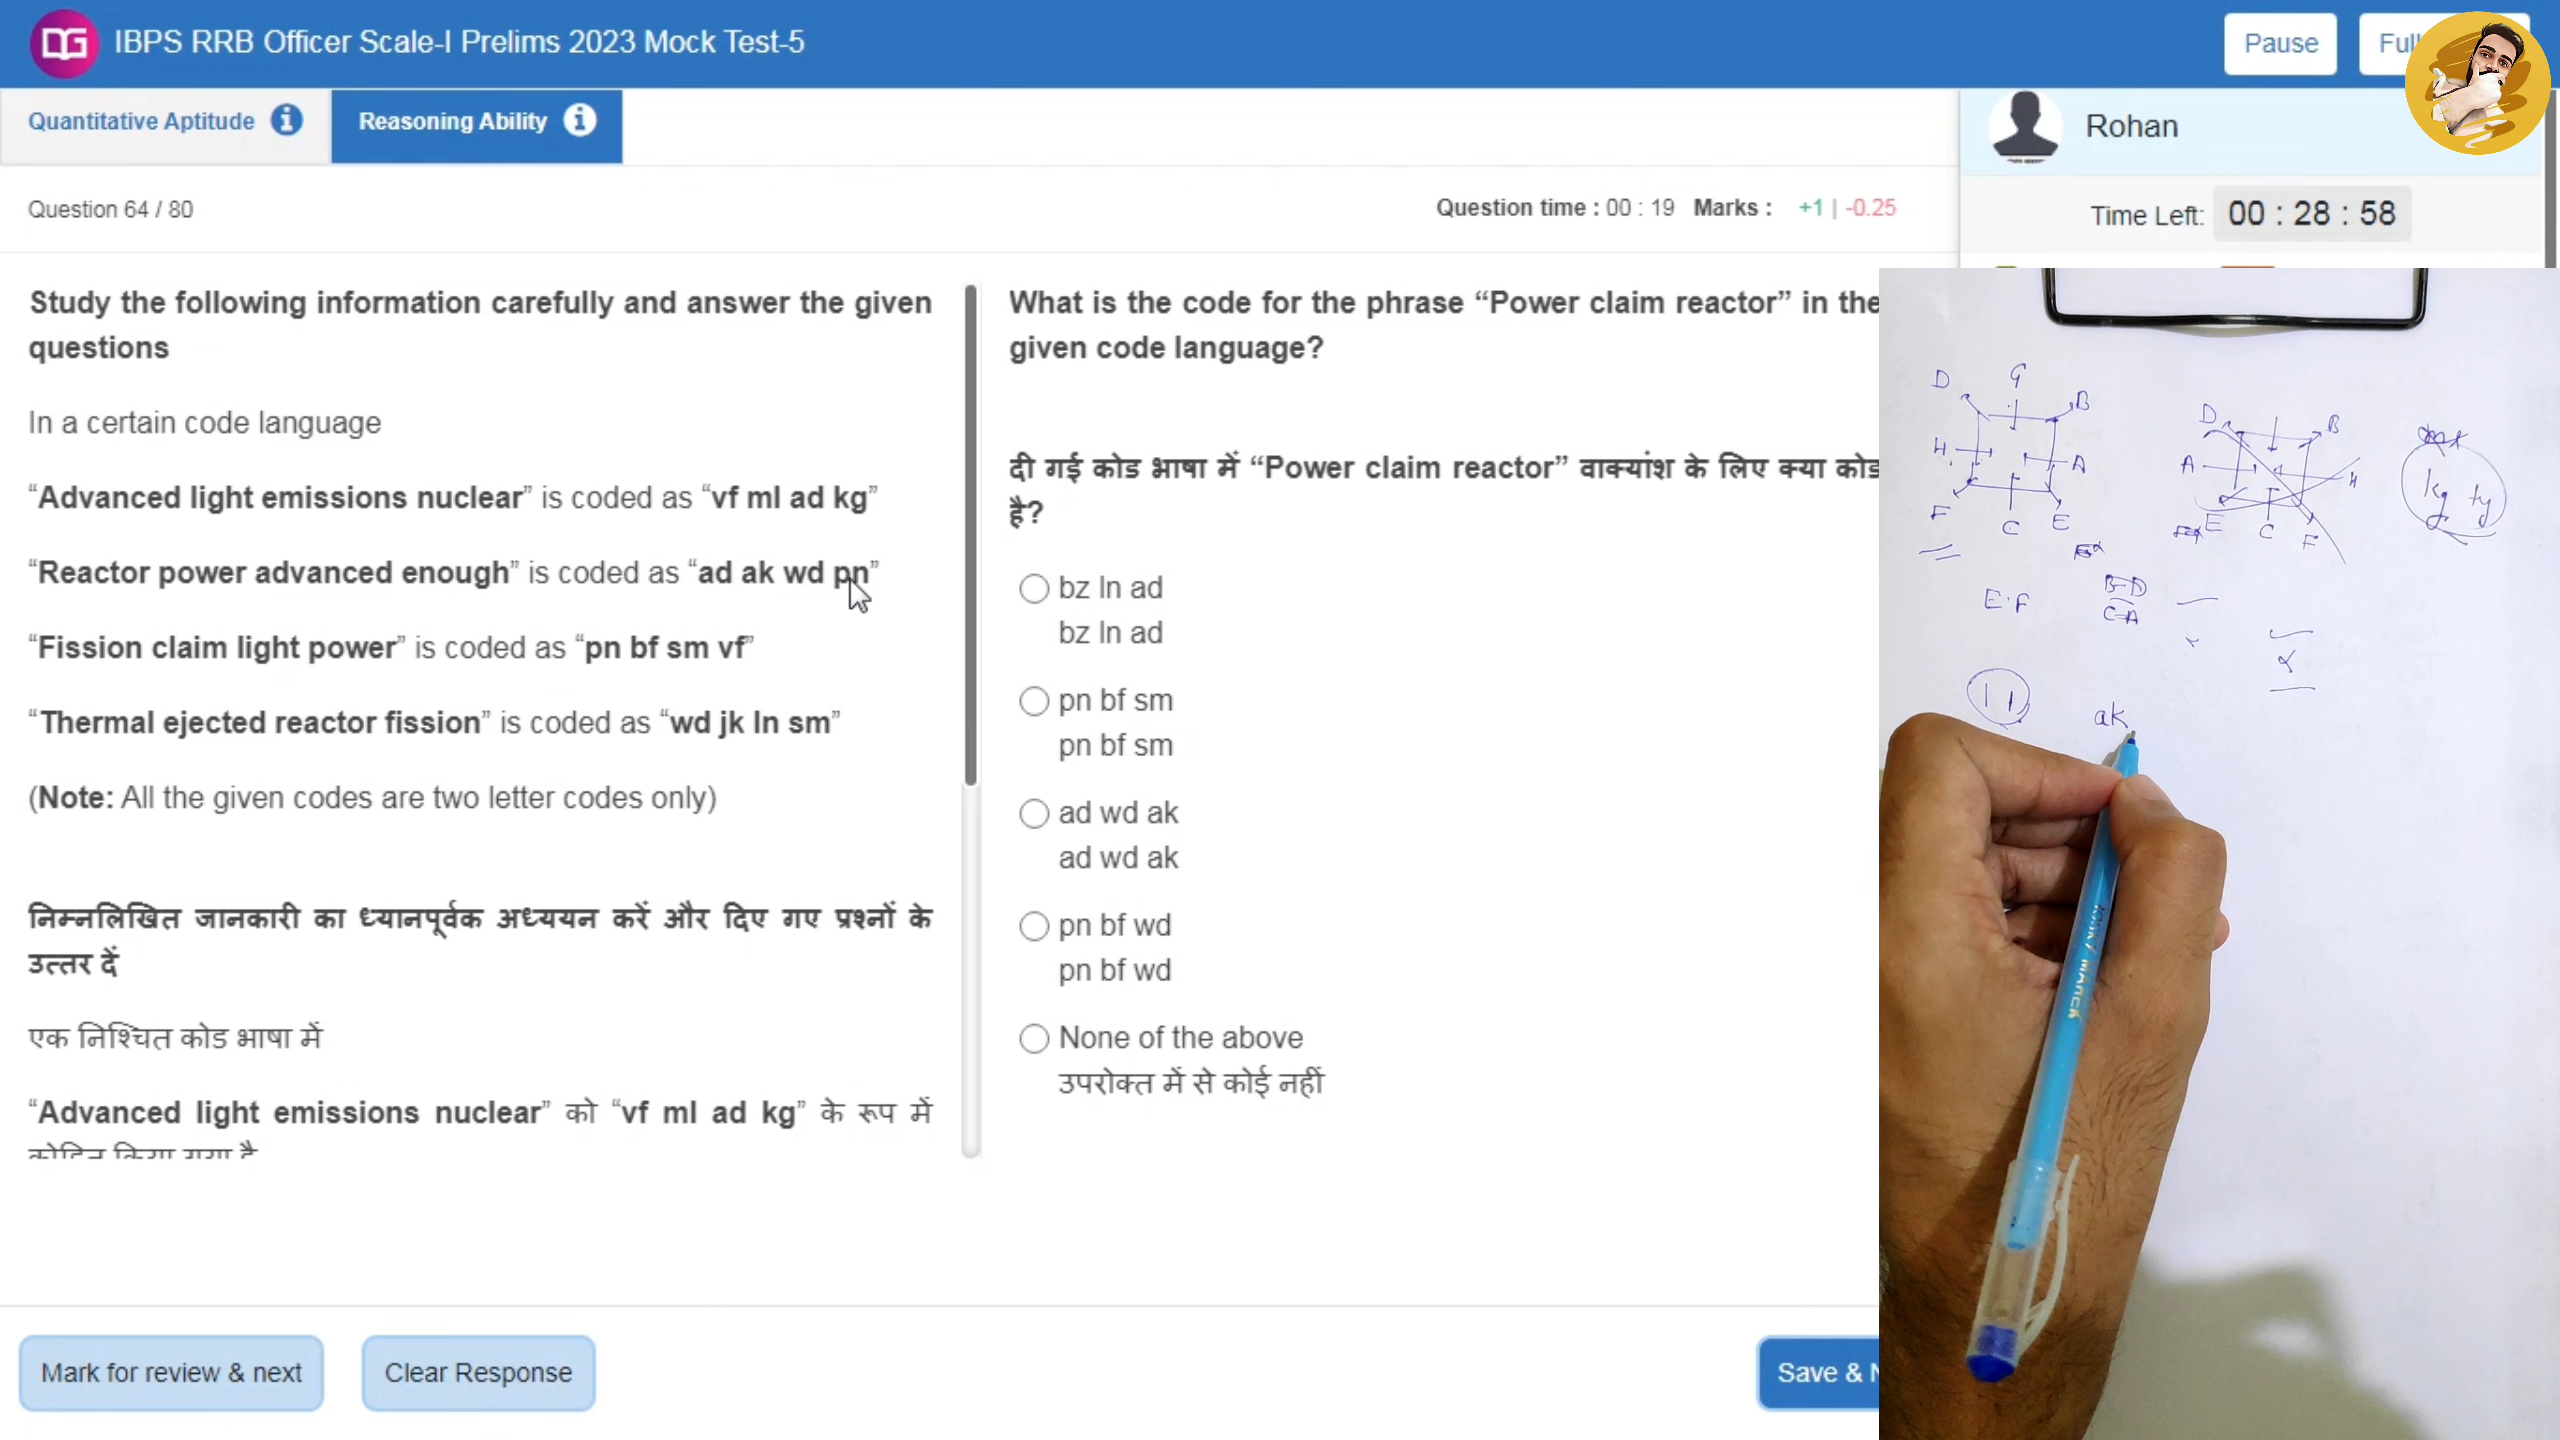 IBPS RRB Officer Scale-I Prelims 2023 Mock Test-5
Pause
Quantitative Aptitude
Reasoning Ability
Rohan
Question 64 / 80
Question time : 00 : 19 Marks : +1 | -0.25
Time Left: 00 : 28 : 58
Study the following information carefully and answer the given
questions
In a certain code language
“Advanced light emissions nuclear” is coded as “vf ml ad kg”
“Reactor power advanced enough” is coded as “ad ak wd pn”
“Fission claim light power” is coded as “pn bf sm vf”
“Thermal ejected reactor fission” is coded as “wd jk ln sm”
(Note: All the given codes are two letter codes only)
निम्नलिखित जानकारी का ध्यानपूर्वक अध्ययन करें और दिए गए प्रश्नों के
उत्तर दें
एक निश्चित कोड भाषा में
“Advanced light emissions nuclear” को “vf ml ad kg” के रूप में
कोदित किया गया है
What is the code for the phrase “Power claim reactor” in the
given code language?
दी गई कोड भाषा में “Power claim reactor” वाक्यांश के लिए क्या कोड
है?
bz ln ad
bz ln ad
pn bf sm
pn bf sm
ad wd ak
ad wd ak
pn bf wd
pn bf wd
None of the above
उपरोक्त में से कोई नहीं
Mark for review & next
Clear Response
Save &
D G B
H A
F C E
D B
A H
E C F
kg ty
E F
B D
C A
11
ak